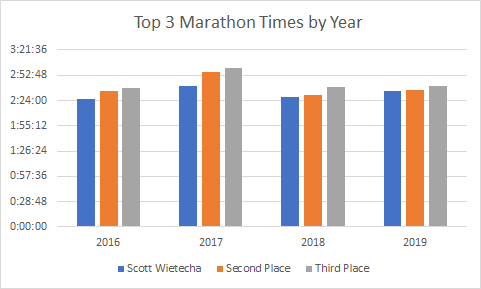 Top 3 Marathon Times by Year
3:21:36
2:52:48
2:24:00
1:55:12
1:26:24
0:57:36
0:28:48
0:00:00
2016 2017 2018 2019
Scott Wietecha Second Place Third Place